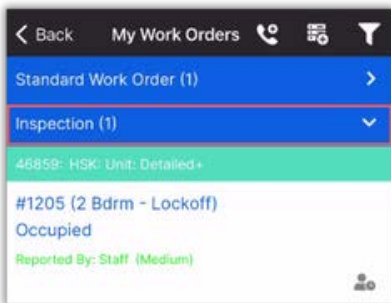 Back My Work Orders
Standard Work Order (1)
Inspection (1)
46859: HSK: Unit: Detailed+
#1205 (2 Bdrm - Lockoff)
Occupied
Reported By: Staff (Medium)